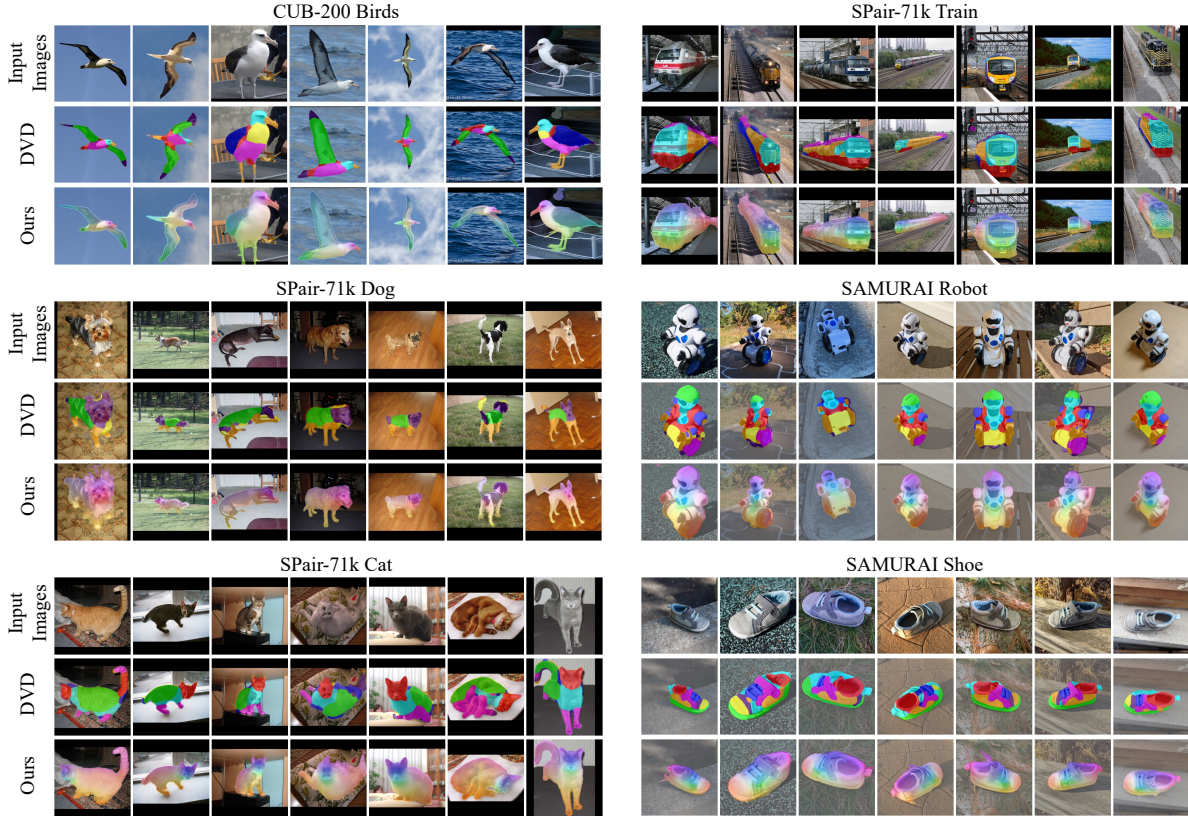 CUB-200 Birds
Input
Images
DVD
Ours
SPair-71k Train
SPair-71k Dog
Input
Images
DVD
Ours
SAMURAI Robot
SPair-71k Cat
Input
Images
DVD
Ours
SAMURAI Shoe